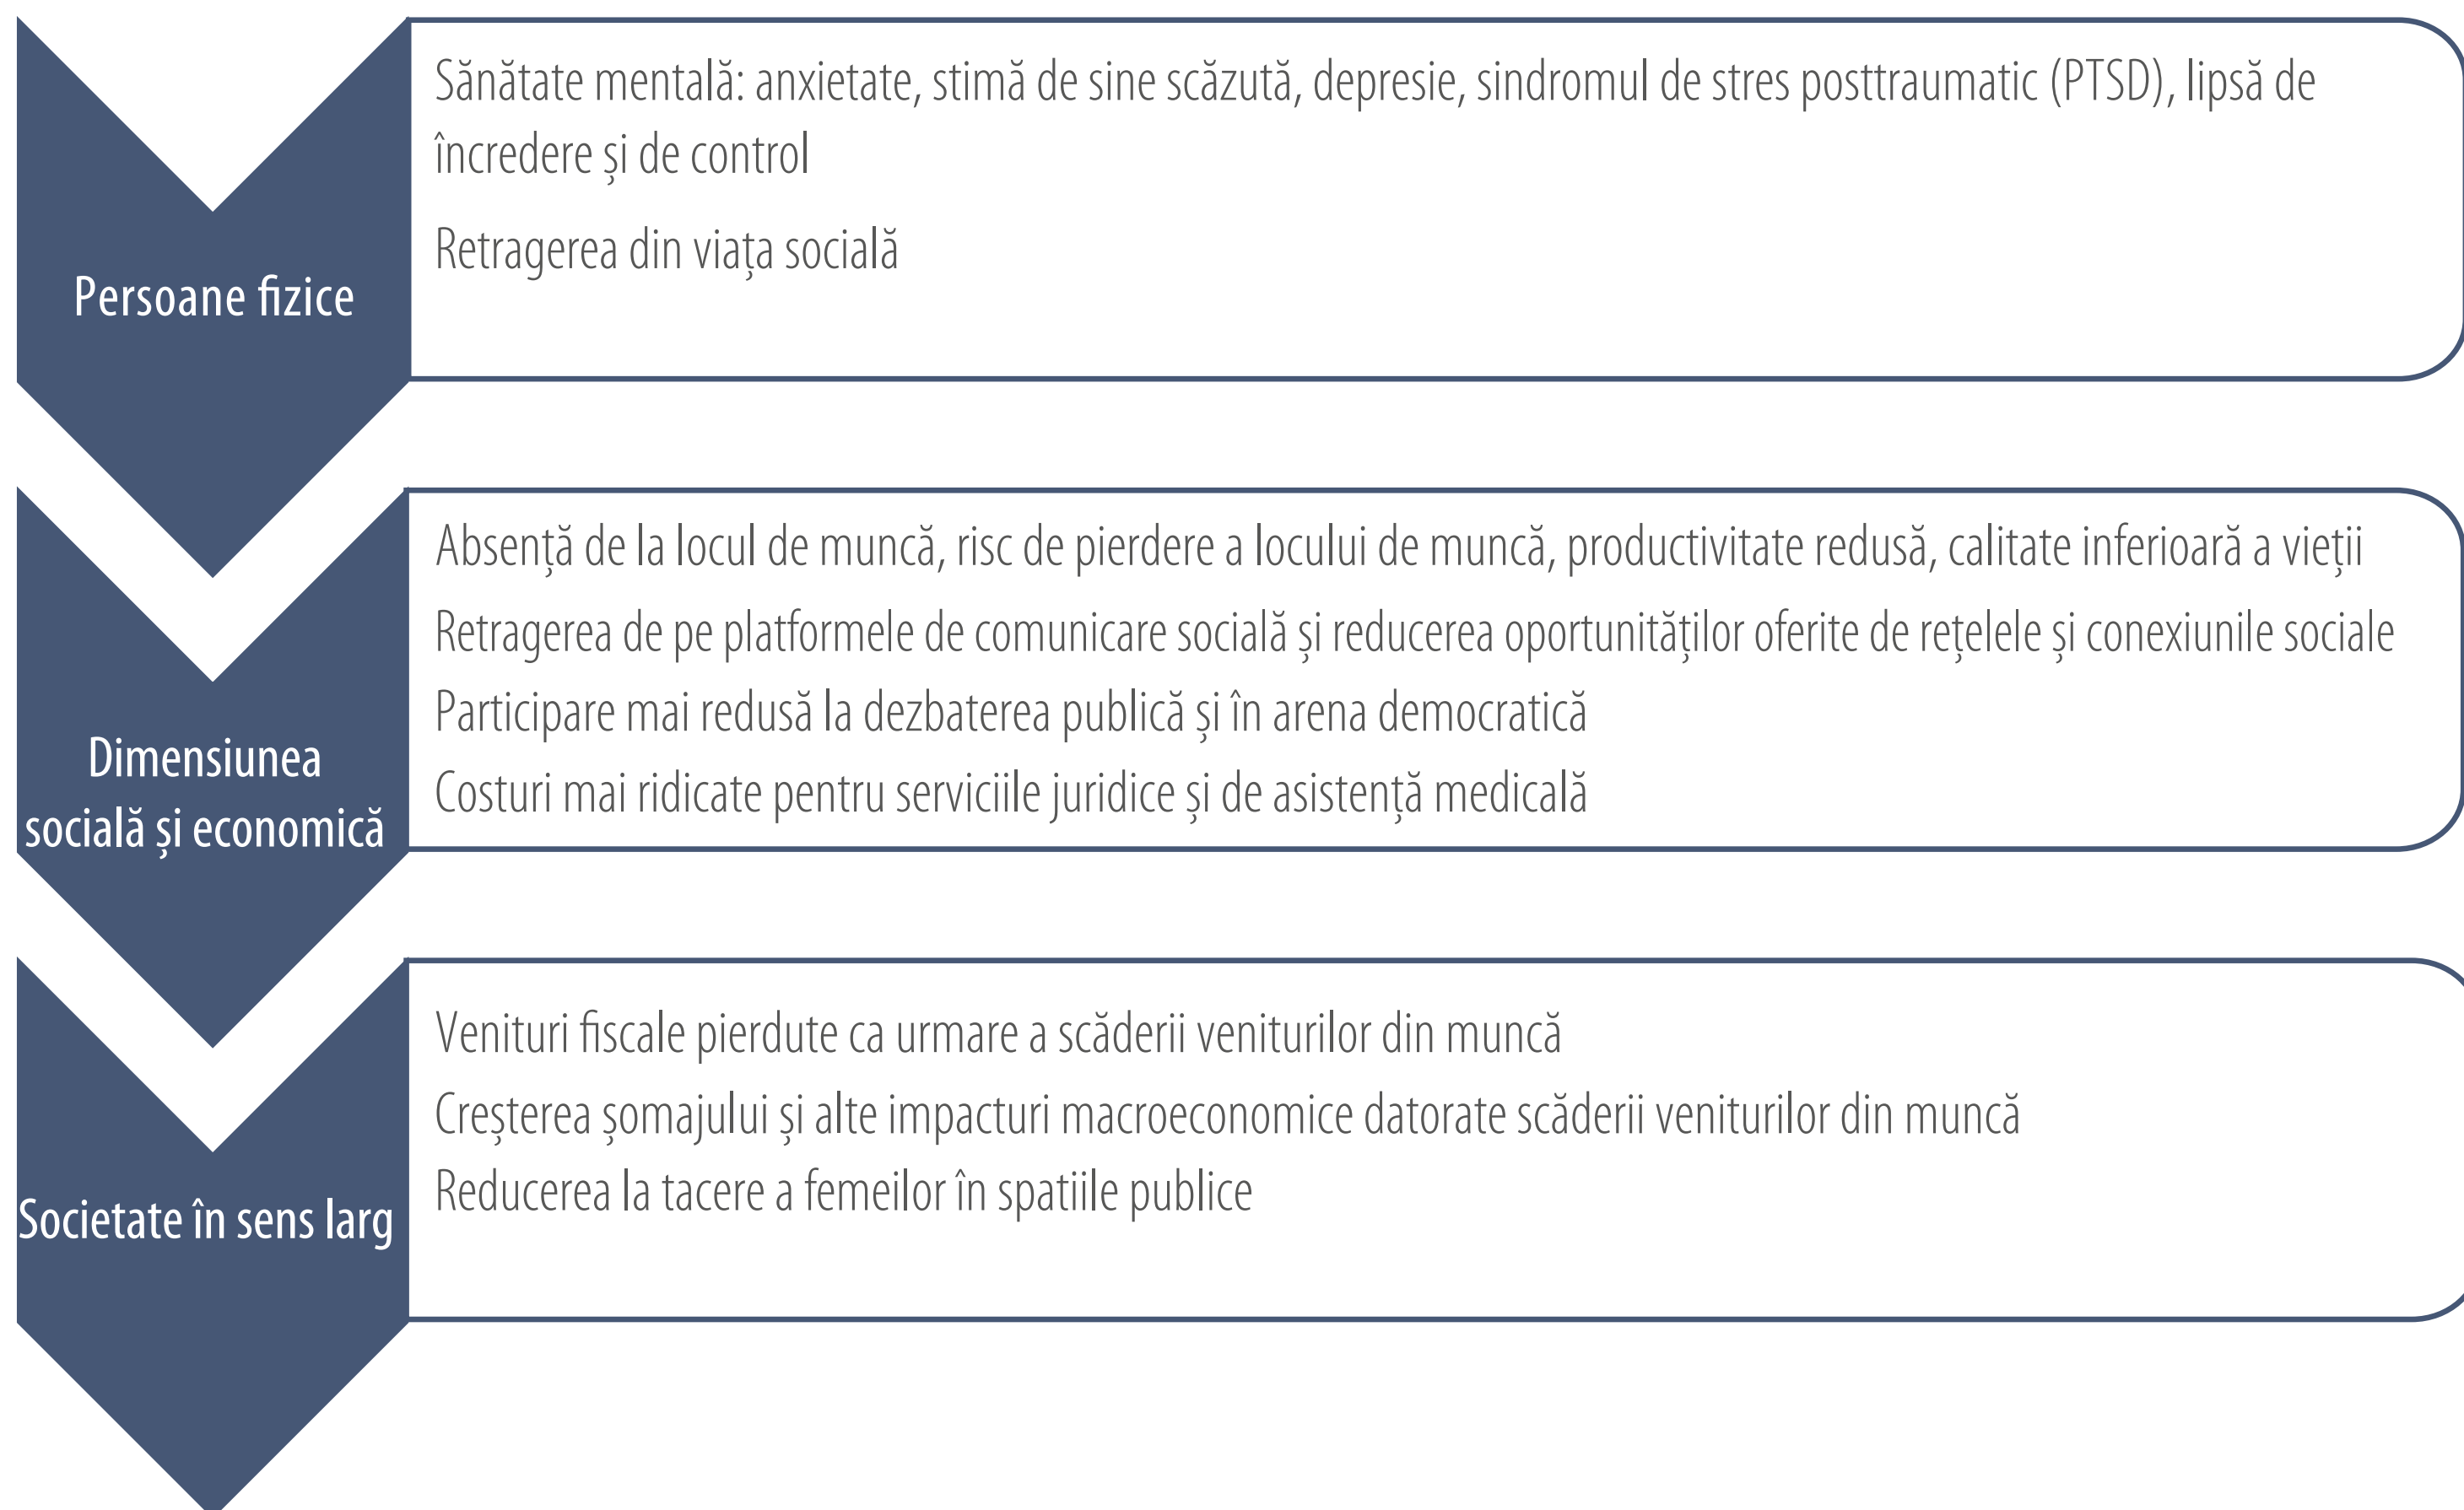 Persoane fizice
Sănătate mentală: anxietate, stimă de sine scăzută, depresie, sindromul de stres posttraumatic (PTSD), lipsă de
încredere și de control
Retragerea din viața socială
Dimensiunea
socială și economică
Absență de la locul de muncă, risc de pierdere a locului de muncă, productivitate redusă, calitate inferioară a vieții
Retragerea de pe platformele de comunicare socială și reducerea oportunităților oferite de rețelele și conexiunile sociale
Participare mai redusă la dezbaterea publică și în arena democratică
Costuri mai ridicate pentru serviciile juridice și de asistență medicală
Societate în sens larg
Venituri fiscale pierdute ca urmare a scăderii veniturilor din muncă
Creșterea șomajului și alte impacturi macroeconomice datorate scăderii veniturilor din muncă
Reducerea la tacere a femeilor în spatiile publice